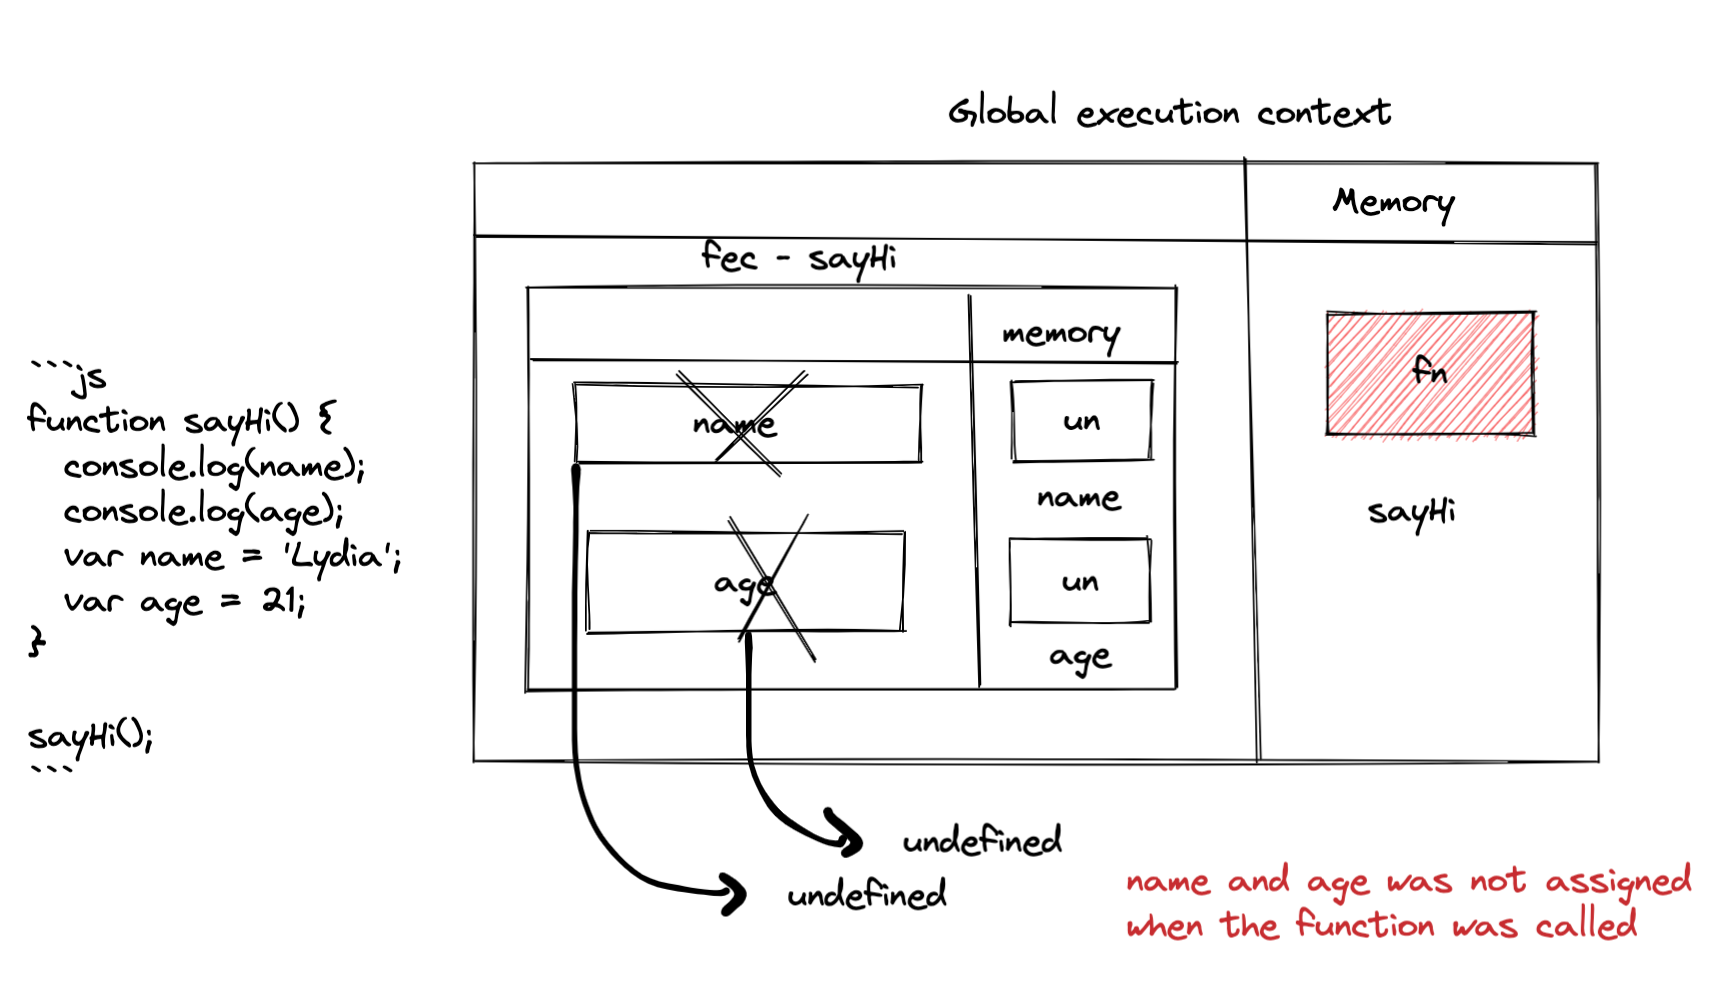 Global execution context
Memory
fec - sayHi
memory
fn
name
un
name
sayHi
age
un
age
```js
function sayHi() {
console.log(name);
console.log(age);
var name = 'Lydia';
var age = 21;
}
sayHi();
```
undefined
undefined
name and age was not assigned
when the function was called